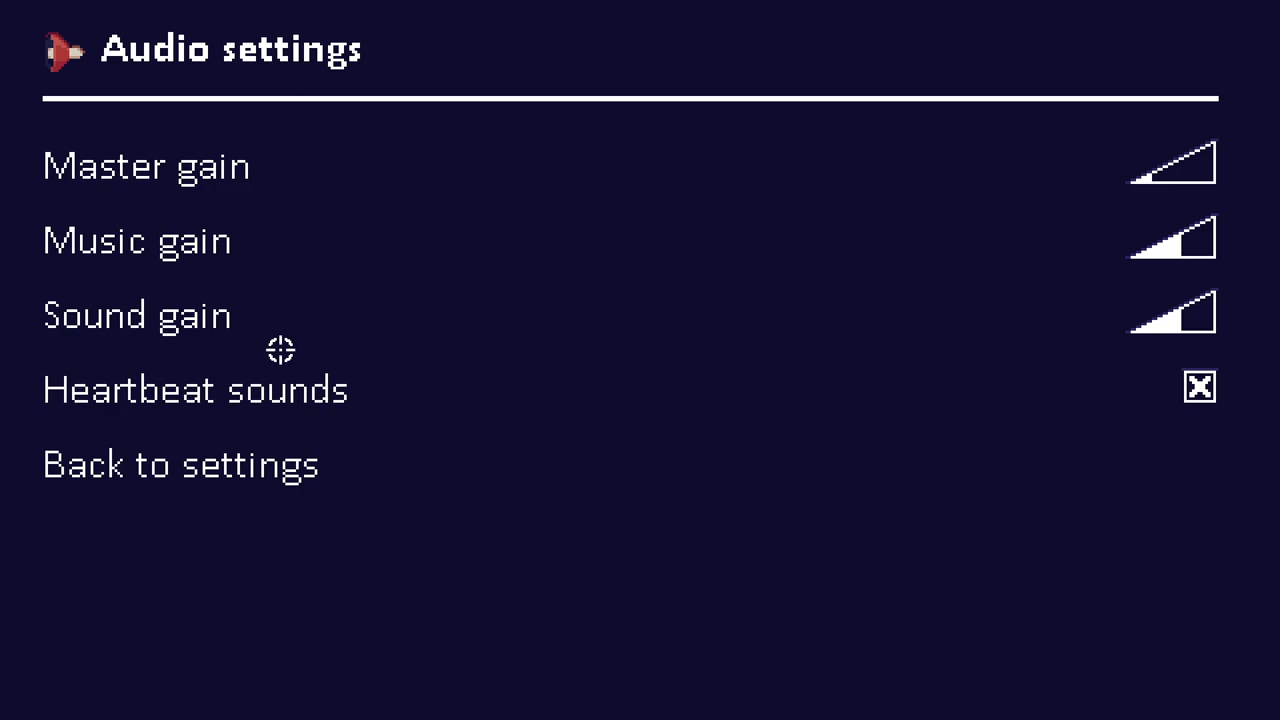 Audio settings
Master gain
Music gain
Sound gain
Heartbeat sounds
Back to settings